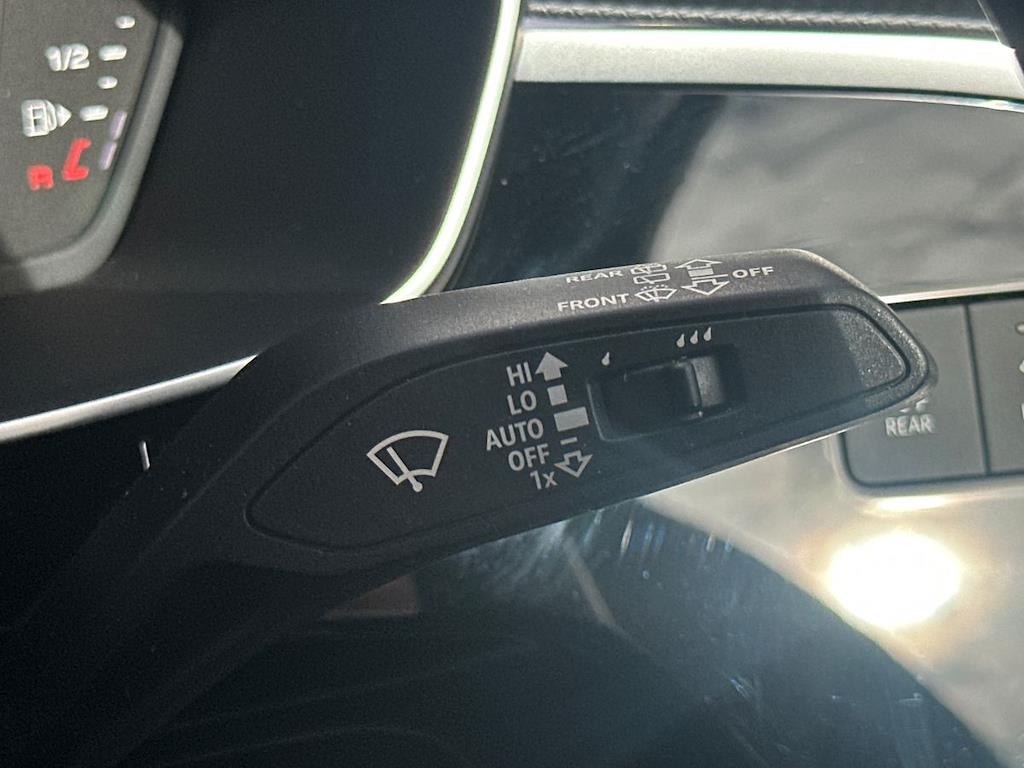 1/2
R
REAR
OFF
FRONT
HI
LO
AUTO
OFF
1x
REAR